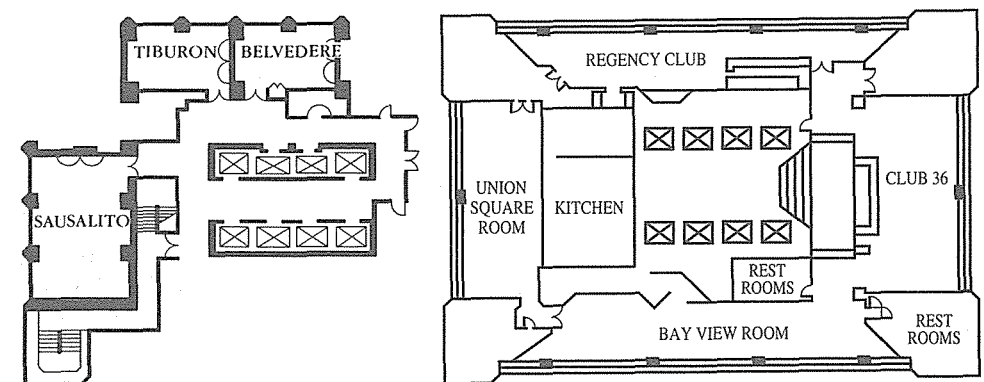 TIBURON
BELVEDERE
SAUSALITO
REGENCY CLUB
UNION
SQUARE
ROOM
KITCHEN
CLUB 36
REST
ROOMS
BAY VIEW ROOM
REST
ROOMS